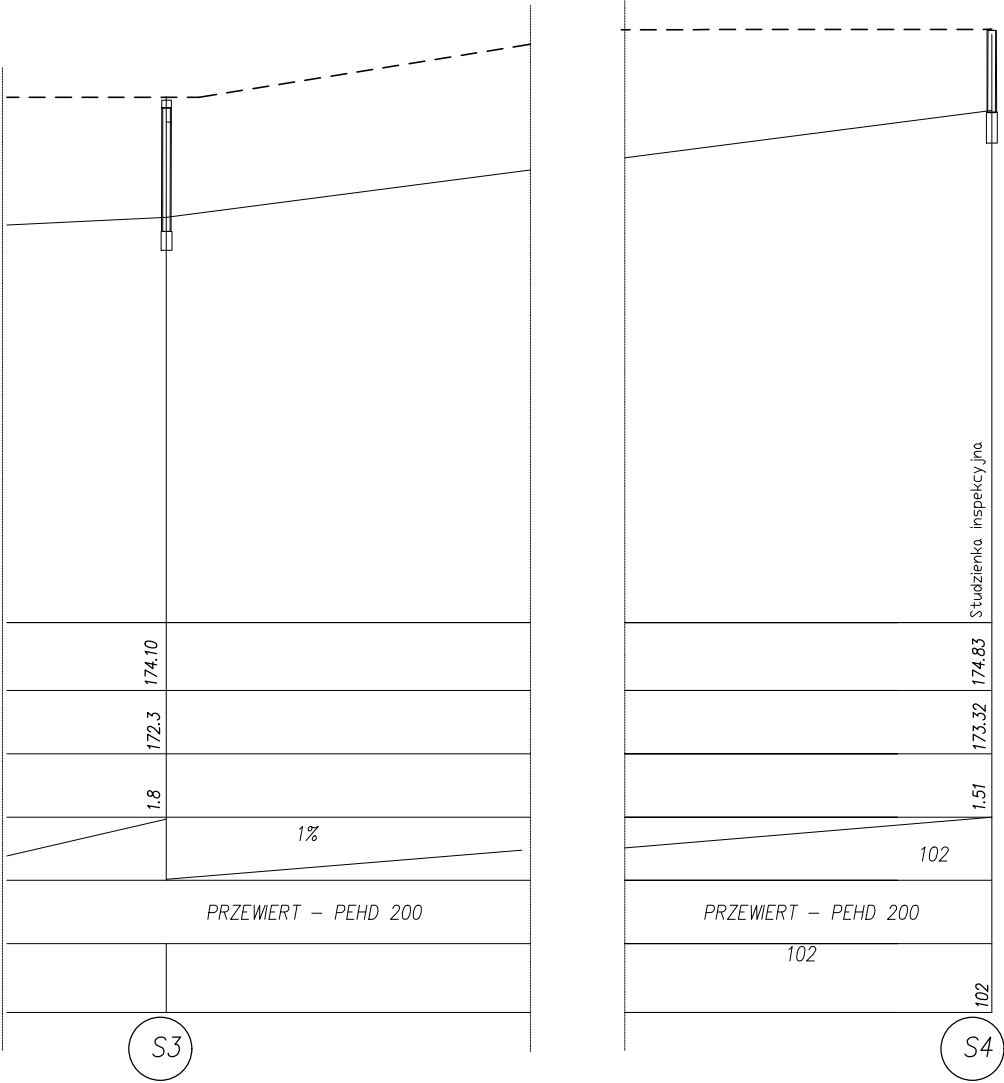 Studzienka inspekcyjna
174.10
174.83
172.3
173.32
1.8
1.51
1%
102
PRZEWIERT – PEHD 200
PRZEWIERT – PEHD 200
102
102
S3
S4